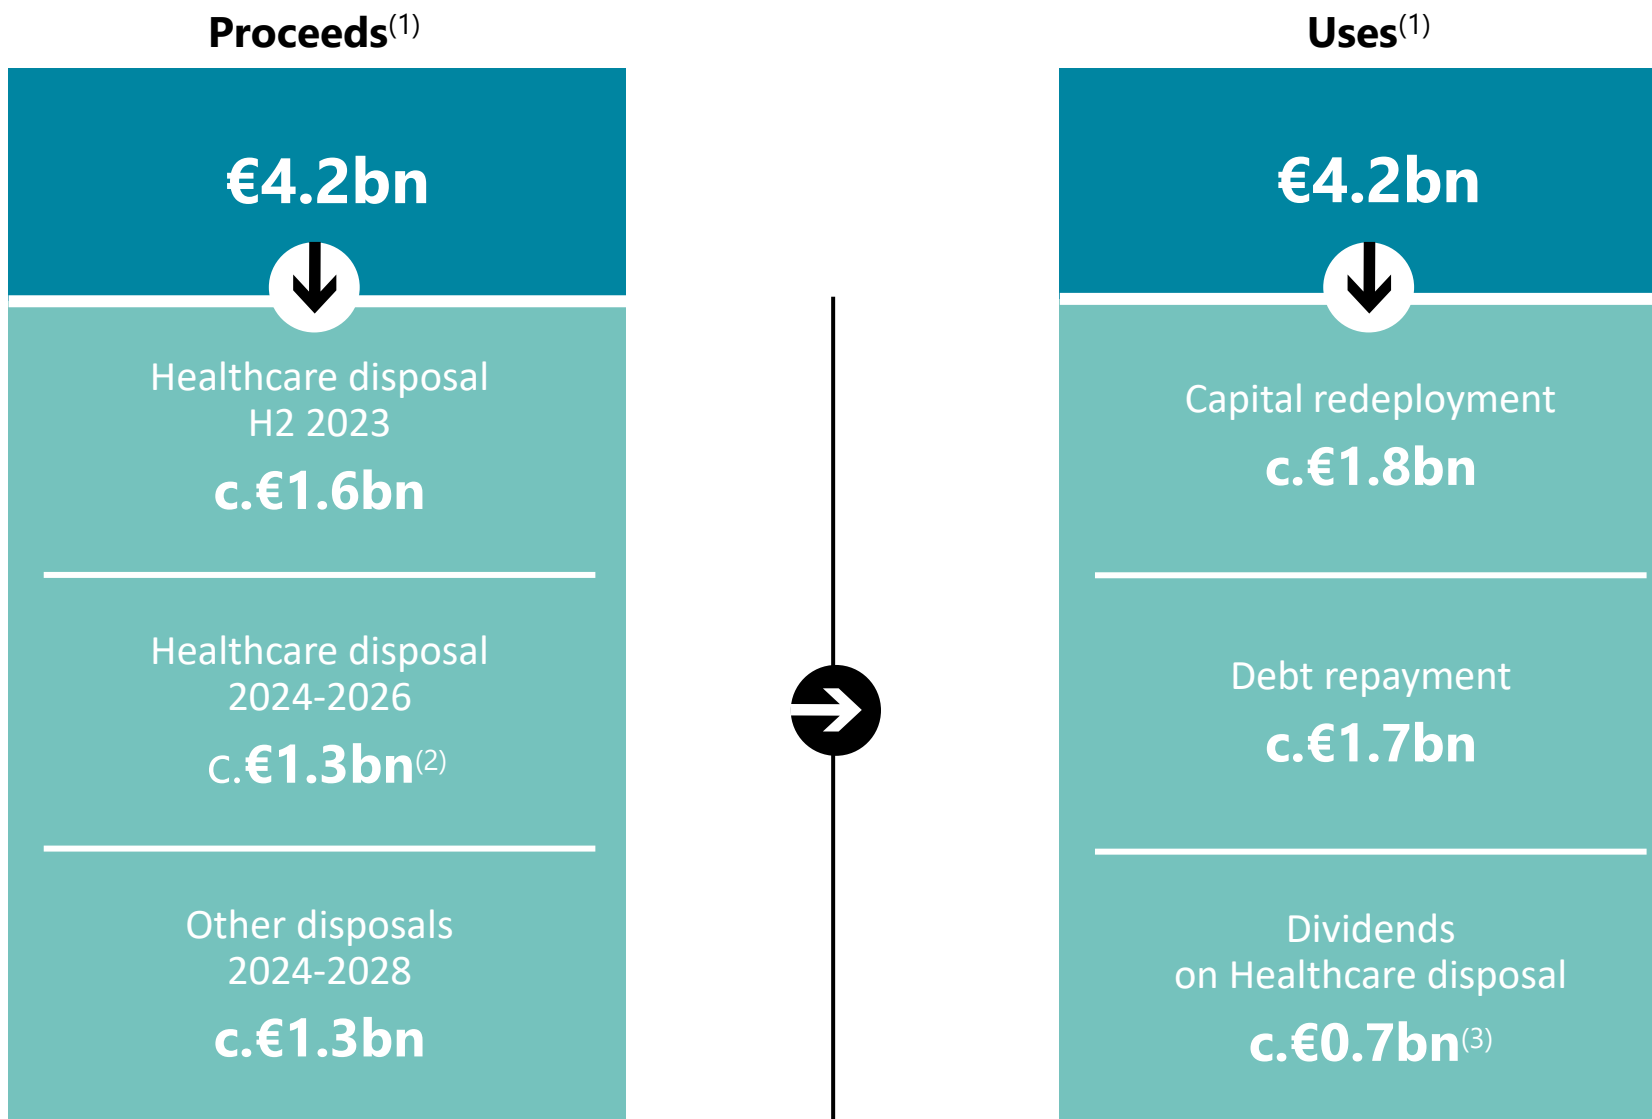 Proceeds(1)
€4.2bn
Healthcare disposal
H2 2023
c.€1.6bn
Healthcare disposal
2024-2026
c.€1.3bn(2)
Other disposals
2024-2028
c.€1.3bn
Uses(1)
€4.2bn
Capital redeployment
c.€1.8bn
Debt repayment
c.€1.7bn
Dividends
on Healthcare disposal
c.€0.7bn(3)